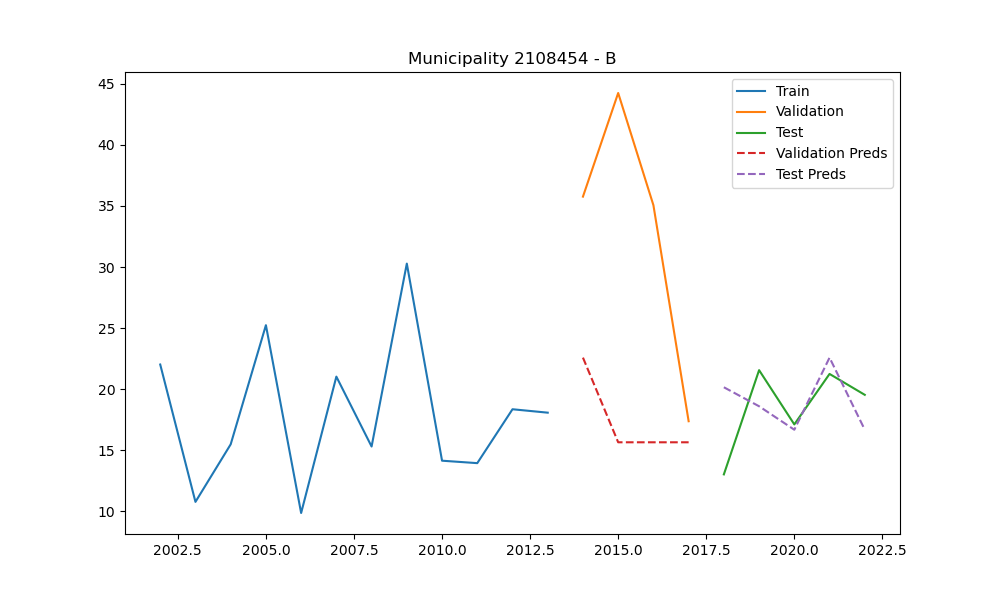 Municipality 2108454 - B
45
40
35
30
25
20
15
10
Train
Validation
Test
Validation Preds
Test Preds
2002.5 2005.0 2007.5 2010.0 2012.5 2015.0 2017.5 2020.0 2022.5